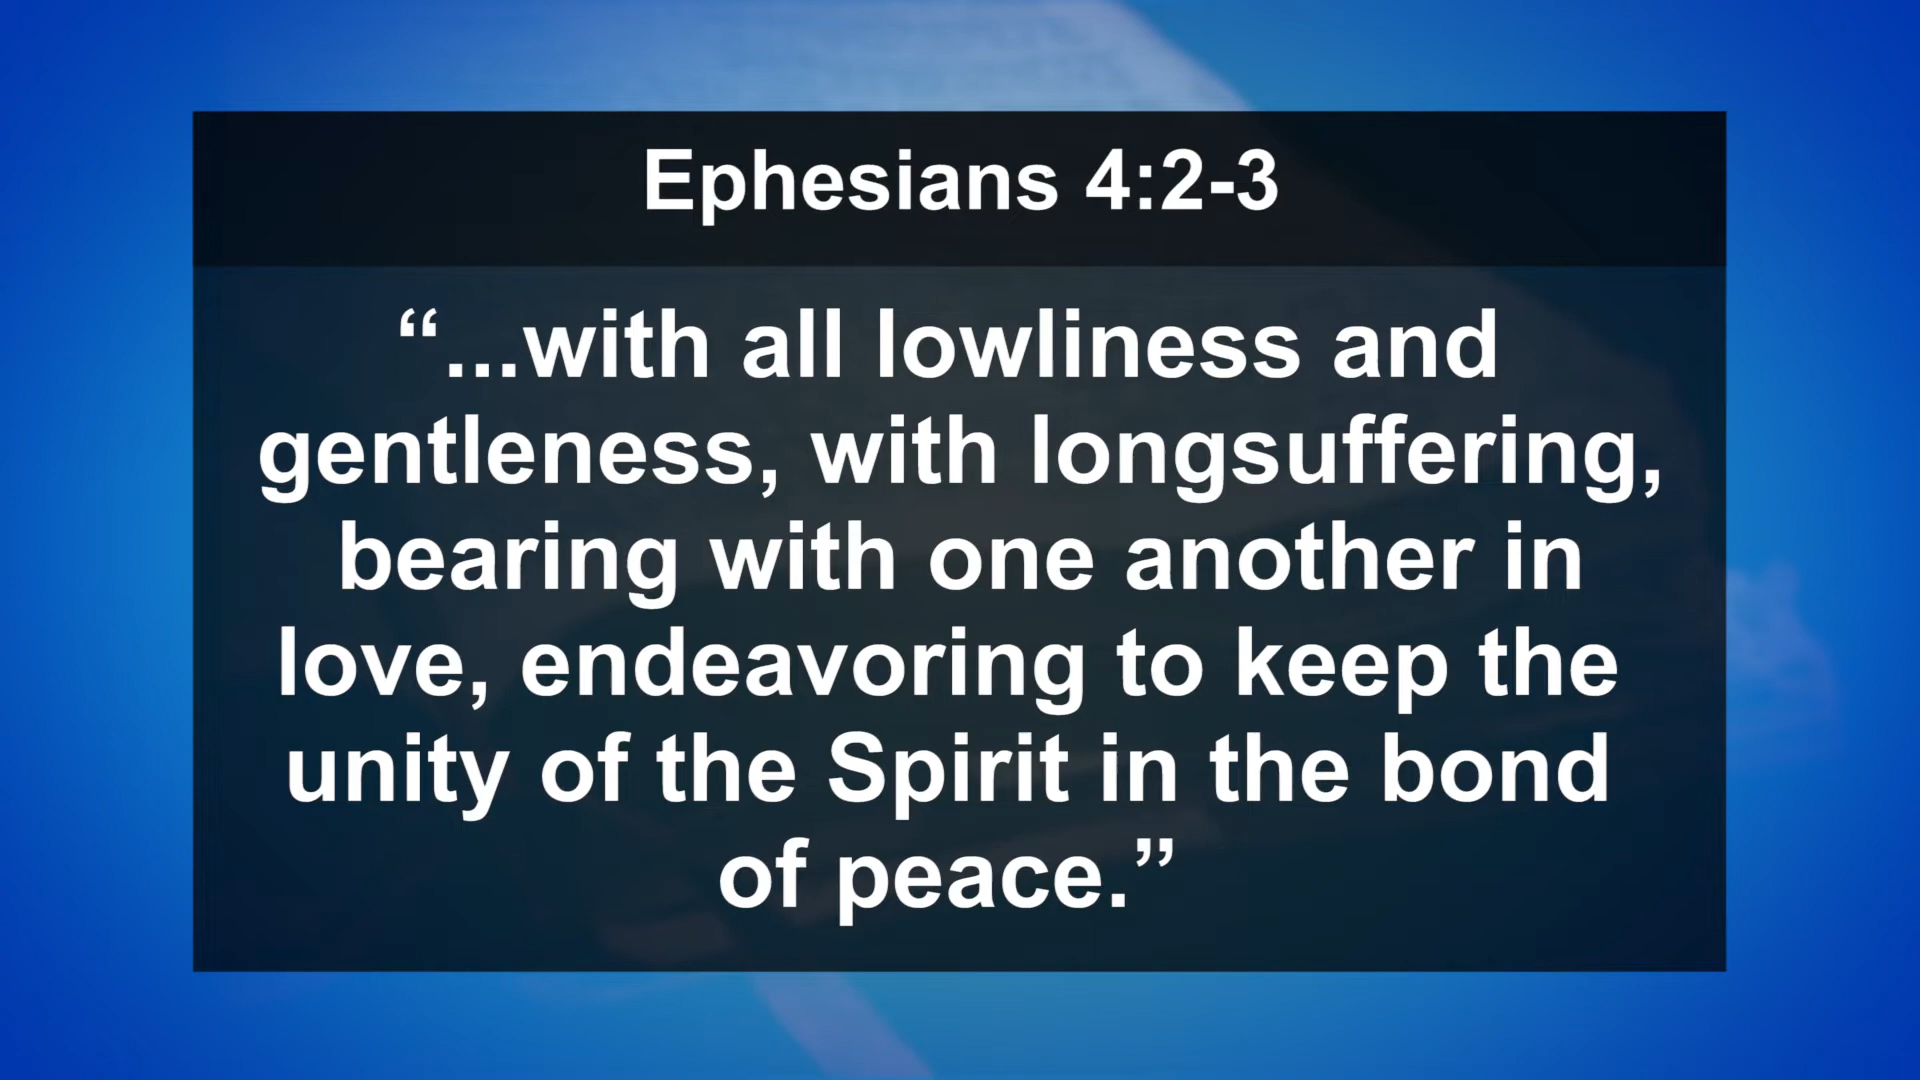 Ephesians 4:2-3
“...with all lowliness and
gentleness, with longsuffering,
bearing with one another in
love, endeavoring to keep the
unity of the Spirit in the bond
of peace.”